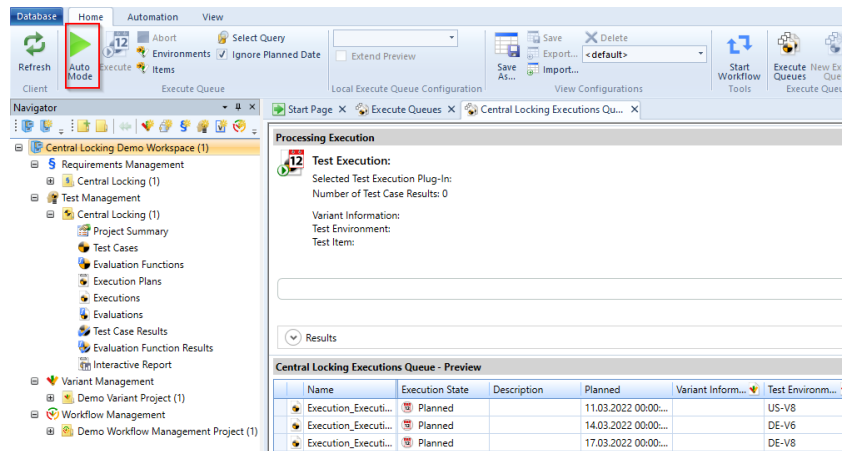 Database Home Automation View
Refresh
Client
Auto
Mode
Execute
Abort
Environments
Items
Select Query
Ignore Planned Date
Execute Queue
Extend Preview
Local Execute Queue Configuration
Save
As...
Save
Export...
Import...
Delete
<default>
View Configurations
Start
Workflow
Tools
Execute
Queues
New Ex
Que
Execute Queu
Navigator
Start Page Execute Queues Central Locking Executions Qu...
Central Locking Demo Workspace (1)
Requirements Management
Central Locking (1)
Test Management
Central Locking (1)
Project Summary
Test Cases
Evaluation Functions
Execution Plans
Executions
Evaluations
Test Case Results
Evaluation Function Results
Interactive Report
Variant Management
Demo Variant Project (1)
Workflow Management
Demo Workflow Management Project (1)
Processing Execution
12
Test Execution:
Selected Test Execution Plug-In:
Number of Test Case Results: 0
Variant Information:
Test Environment:
Test Item:
Results
Central Locking Executions Queue - Preview
Name Execution State Description Planned Variant Inform... Test Environm...
Execution_Executi... Planned 11.03.2022 00:00:... US-V8
Execution_Executi... Planned 14.03.2022 00:00:... DE-V6
Execution_Executi... Planned 17.03.2022 00:00:... DE-V8